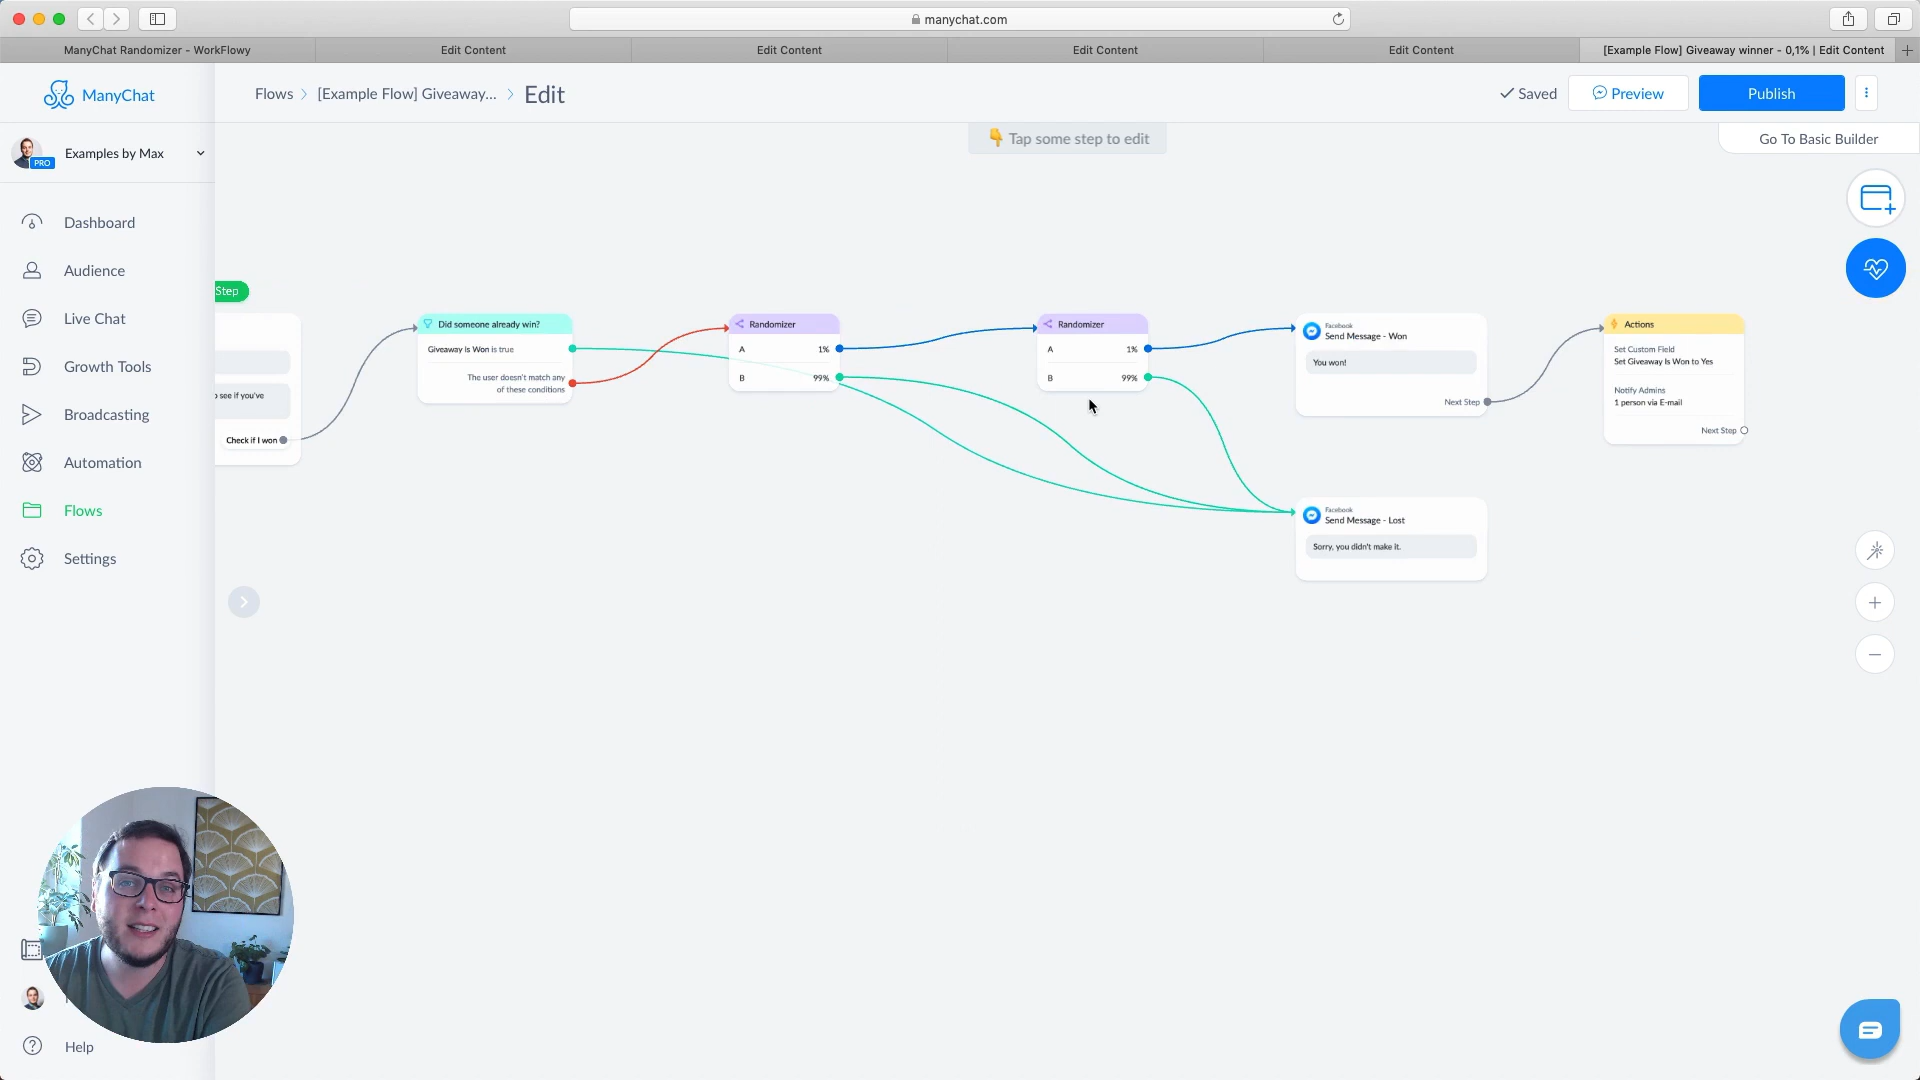 manychat.com
ManyChat Randomizer - WorkFlowy
Edit Content
Edit Content
Edit Content
Edit Content
[Example Flow] Giveaway winner - 0,1% | Edit Content
ManyChat
Flows
[Example Flow] Giveaway...
Edit
Saved
Preview
Publish
Tap some step to edit
Go To Basic Builder
PRO
Examples by Max
Dashboard
Audience
Live Chat
Growth Tools
Broadcasting
Automation
Flows
Settings
Help
Step
see if you've
Check if I won
Did someone already win?
Giveaway Is Won is true
The user doesn't match any
of these conditions
Randomizer
A 1%
B 99%
Randomizer
A 1%
B 99%
Facebook
Send Message - Won
You won!
Next Step
Facebook
Send Message - Lost
Sorry, you didn't make it.
Actions
Set Custom Field
Set Giveaway Is Won to Yes
Notify Admins
1 person via E-mail
Next Step